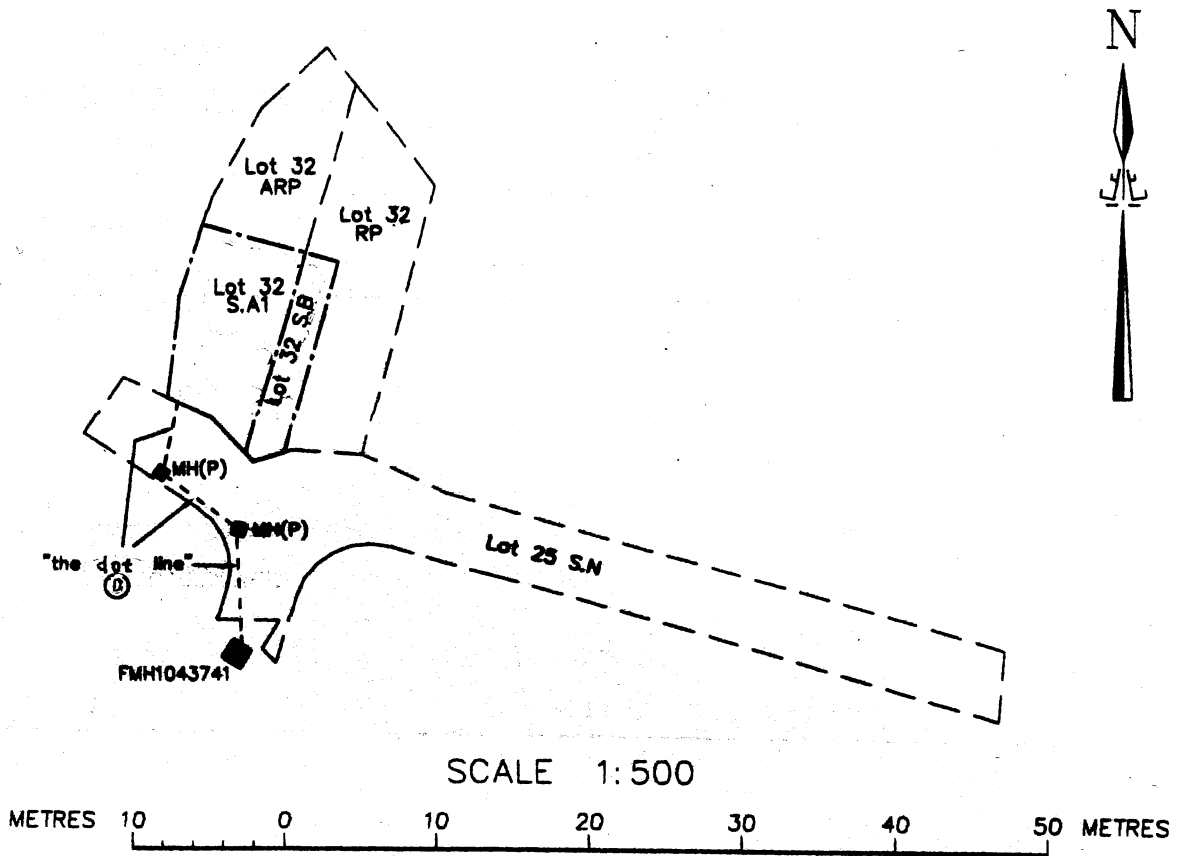 N
Lot 32
ARP
Lot 32
RP
Lot 32
S.A1
Lot 32 S.B
MH(P)
MH(P)
"the dot line"
D
Lot 25 S.N
FMH1043741
SCALE 1:500
METRES 10 0 10 20 30 40 50 METRES